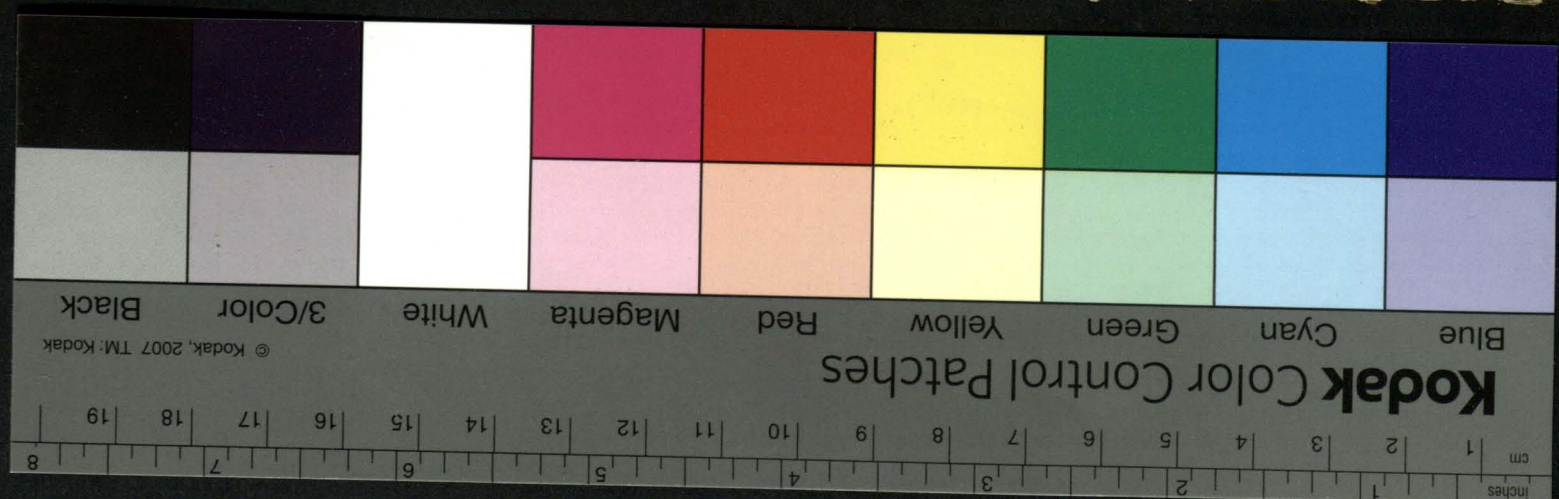 inches 1 2 3 4 5 6 7 8
cm 1 2 3 4 5 6 7 8 9 10 11 12 13 14 15 16 17 18 19
Kodak Color Control Patches
© Kodak, 2007 TM: Kodak
Blue Cyan Green Yellow Red Magenta White 3/Color Black